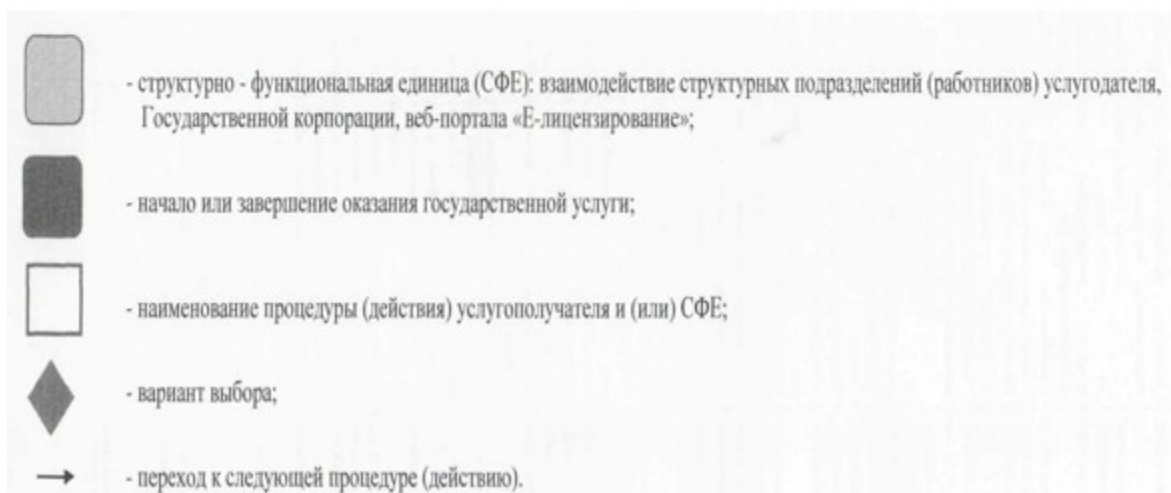 - структурно - функциональная единица (СФЕ): взаимодействие структурных подразделений (работников) услугодателя,
Государственной корпорации, веб-портала «Е-лицензирование»;
- начало или завершение оказания государственной услуги;
- наименование процедуры (действия) услугополучателя и (или) СФЕ;
- вариант выбора;
- переход к следующей процедуре (действию).